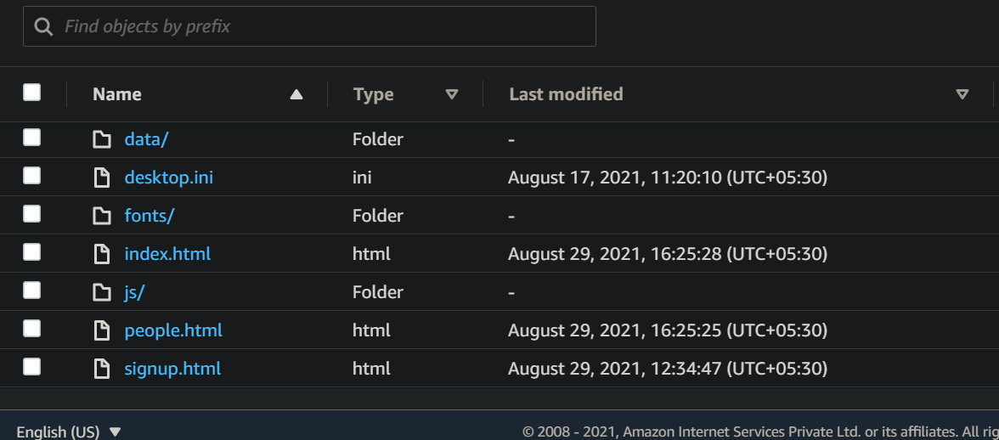 Find objects by prefix
Name Type Last modified
data/ Folder -
desktop.ini ini August 17, 2021, 11:20:10 (UTC+05:30)
fonts/ Folder -
index.html html August 29, 2021, 16:25:28 (UTC+05:30)
js/ Folder -
people.html html August 29, 2021, 16:25:25 (UTC+05:30)
signup.html html August 29, 2021, 12:34:47 (UTC+05:30)
English (US) © 2008 - 2021, Amazon Internet Services Private Ltd. or its affiliates. All